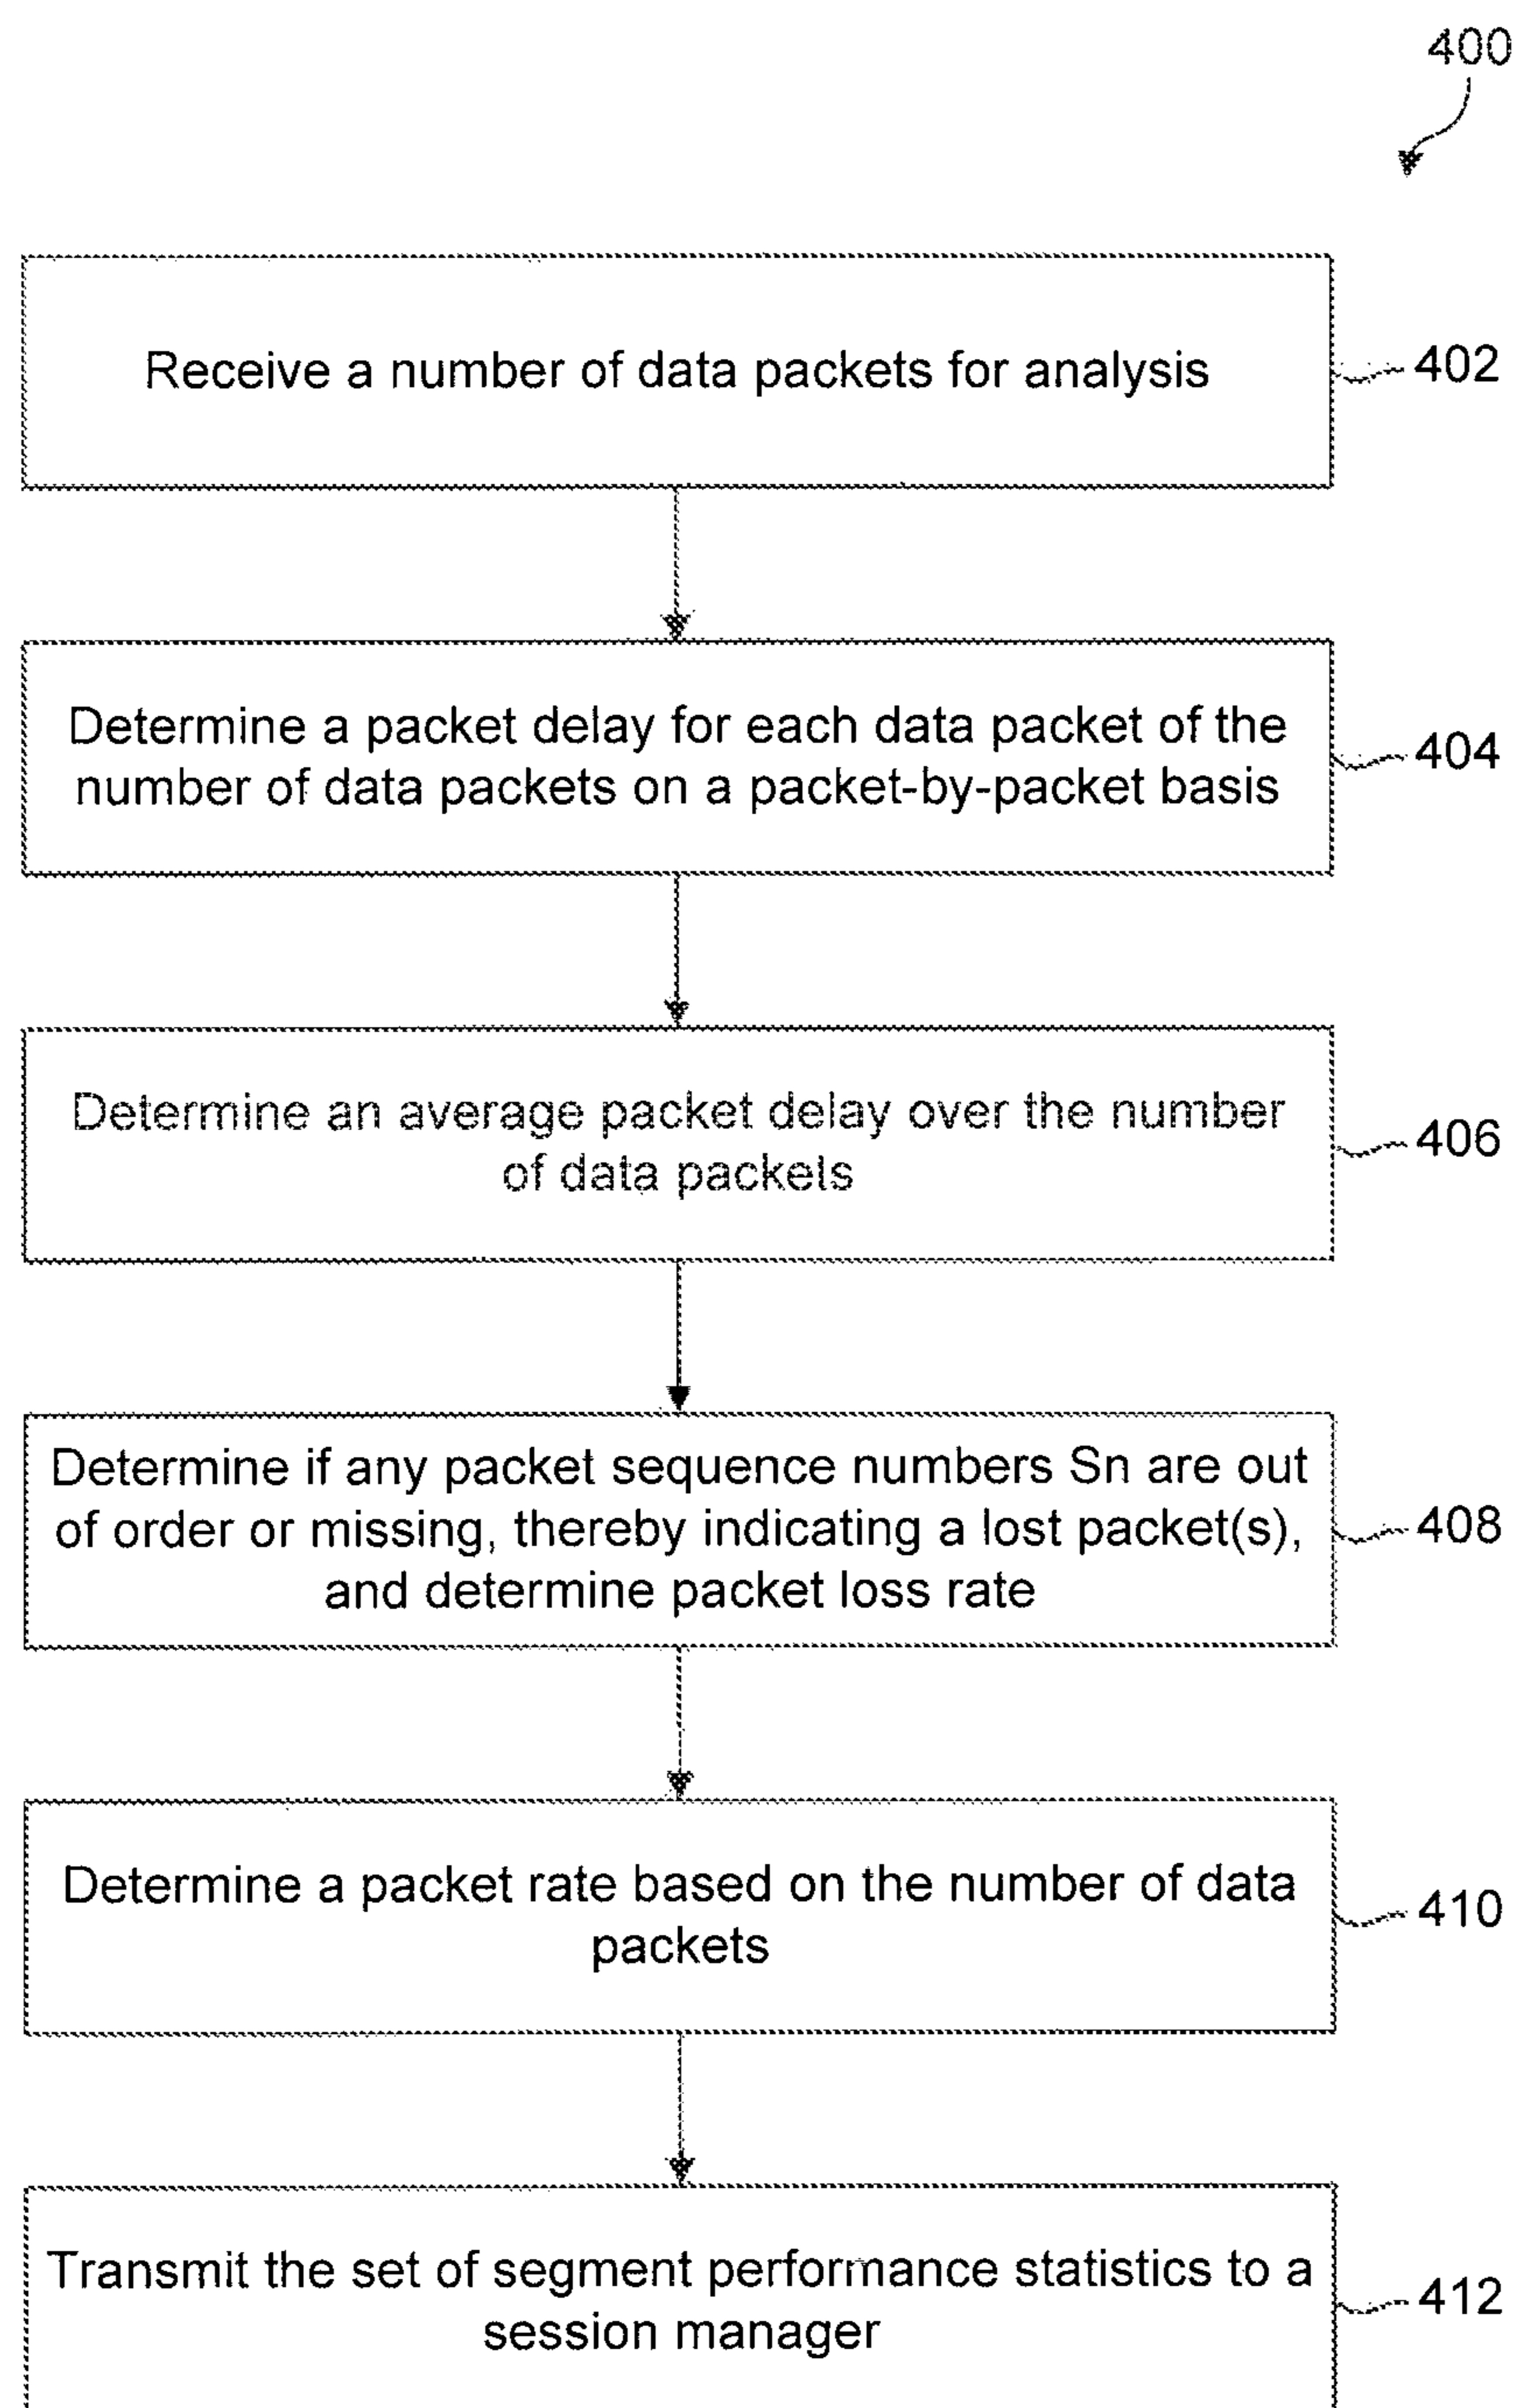 400
Receive a number of data packets for analysis
402
Determine a packet delay for each data packet of the
number of data packets on a packet-by-packet basis
404
Determine an average packet delay over the number
of data packets
406
Determine if any packet sequence numbers Sn are out
of order or missing, thereby indicating a lost packet(s),
and determine packet loss rate
408
Determine a packet rate based on the number of data
packets
410
Transmit the set of segment performance statistics to a
session manager
412